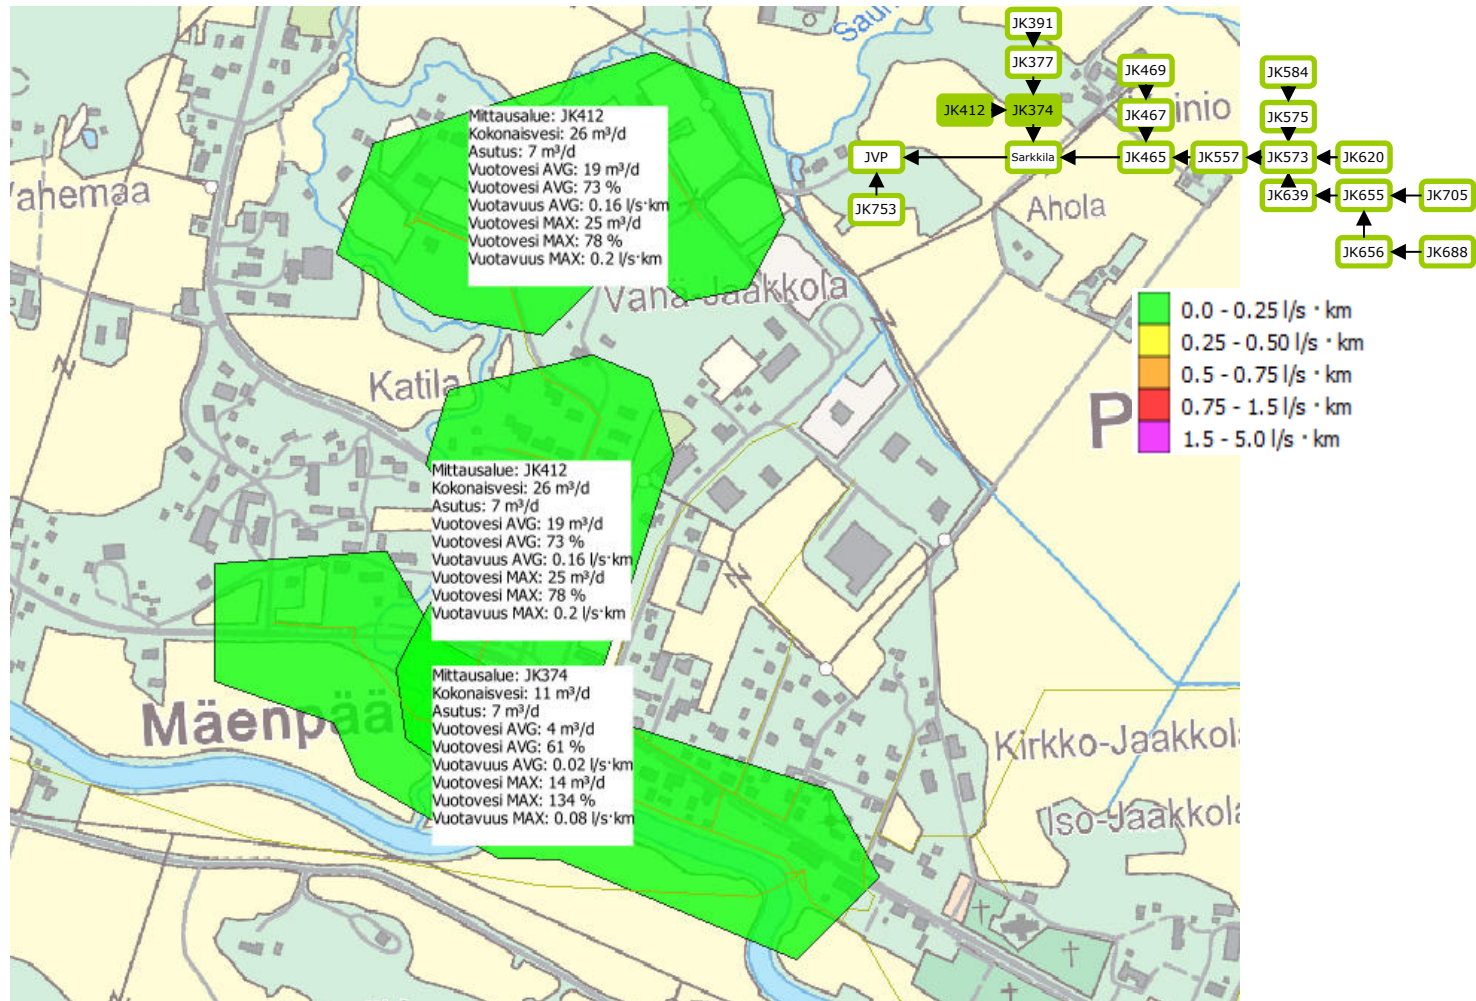 Saun
JK391
JK377
JK412
JK374
JK469
JK467
JK584
JK575
inio
JVP
Sarkkila
JK465
JK557
JK573
JK620
JK753
JK639
JK655
JK705
JK656
JK688
ahemaa
Ahola
Mittausalue: JK412
Kokonaisvesi: 26 m³/d
Asutus: 7 m³/d
Vuotovesi AVG: 19 m³/d
Vuotovesi AVG: 73 %
Vuotavuus AVG: 0.16 l/s·km
Vuotovesi MAX: 25 m³/d
Vuotovesi MAX: 78 %
Vuotavuus MAX: 0.2 l/s·km
Vähä-Jaakkola
0.0 - 0.25 l/s · km
0.25 - 0.50 l/s · km
0.5 - 0.75 l/s · km
0.75 - 1.5 l/s · km
1.5 - 5.0 l/s · km
Katila
P
Mittausalue: JK412
Kokonaisvesi: 26 m³/d
Asutus: 7 m³/d
Vuotovesi AVG: 19 m³/d
Vuotovesi AVG: 73 %
Vuotavuus AVG: 0.16 l/s·km
Vuotovesi MAX: 25 m³/d
Vuotovesi MAX: 78 %
Vuotavuus MAX: 0.2 l/s·km
Mäenpää
Mittausalue: JK374
Kokonaisvesi: 11 m³/d
Asutus: 7 m³/d
Vuotovesi AVG: 4 m³/d
Vuotovesi AVG: 61 %
Vuotavuus AVG: 0.02 l/s·km
Vuotovesi MAX: 14 m³/d
Vuotovesi MAX: 134 %
Vuotavuus MAX: 0.08 l/s·km
Kirkko-Jaakkola
Iso-Jaakkola